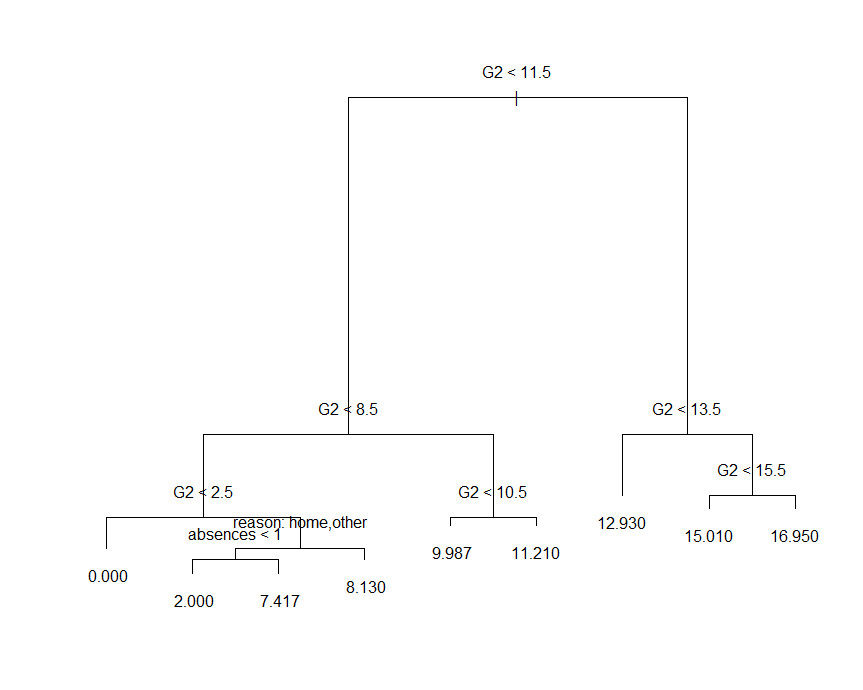 G2 < 11.5
G2 < 8.5
G2 < 13.5
G2 < 15.5
G2 < 2.5
G2 < 10.5
reason: home,other
12.930
absences < 1
15.010
16.950
9.987
11.210
0.000
8.130
2.000
7.417